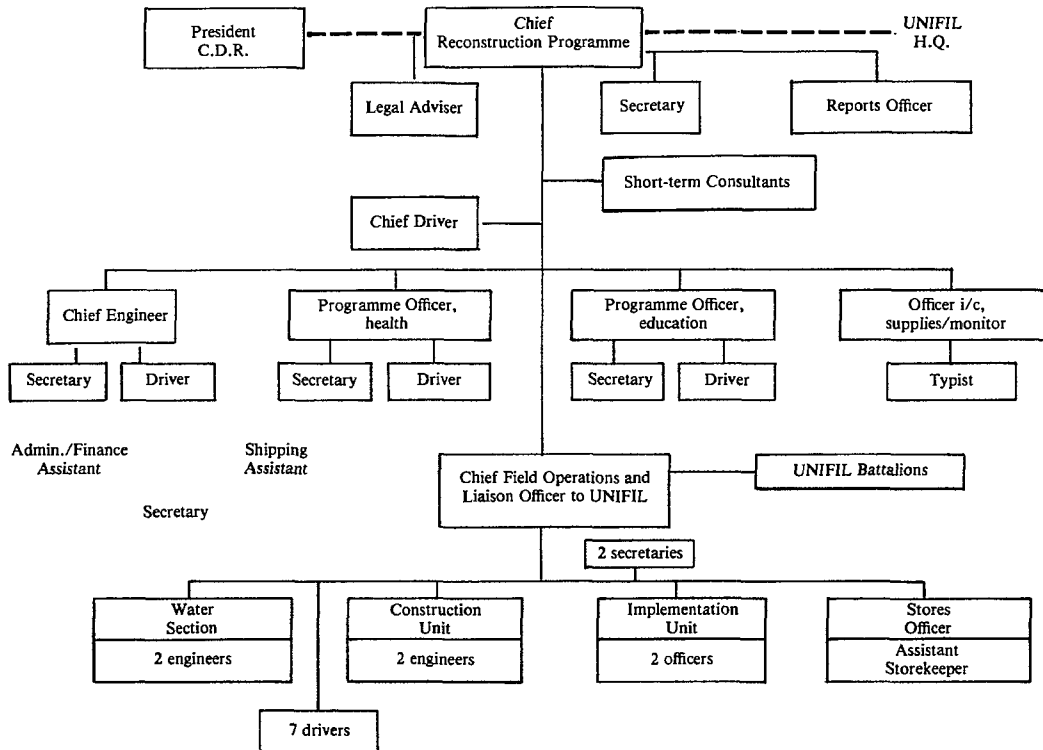 President
C.D.R.
Chief
Reconstruction Programme
UNIFIL
H.Q.
Legal Adviser
Secretary
Reports Officer
Short-term Consultants
Chief Driver
Chief Engineer
Programme Officer,
health
Programme Officer,
education
Officer i/c,
supplies/monitor
Secretary
Driver
Secretary
Driver
Secretary
Driver
Typist
Admin./Finance
Assistant
Shipping
Assistant
Secretary
Chief Field Operations and
Liaison Officer to UNIFIL
UNIFIL Battalions
2 secretaries
Water
Section
2 engineers
Construction
Unit
2 engineers
Implementation
Unit
2 officers
Stores
Officer
Assistant
Storekeeper
7 drivers